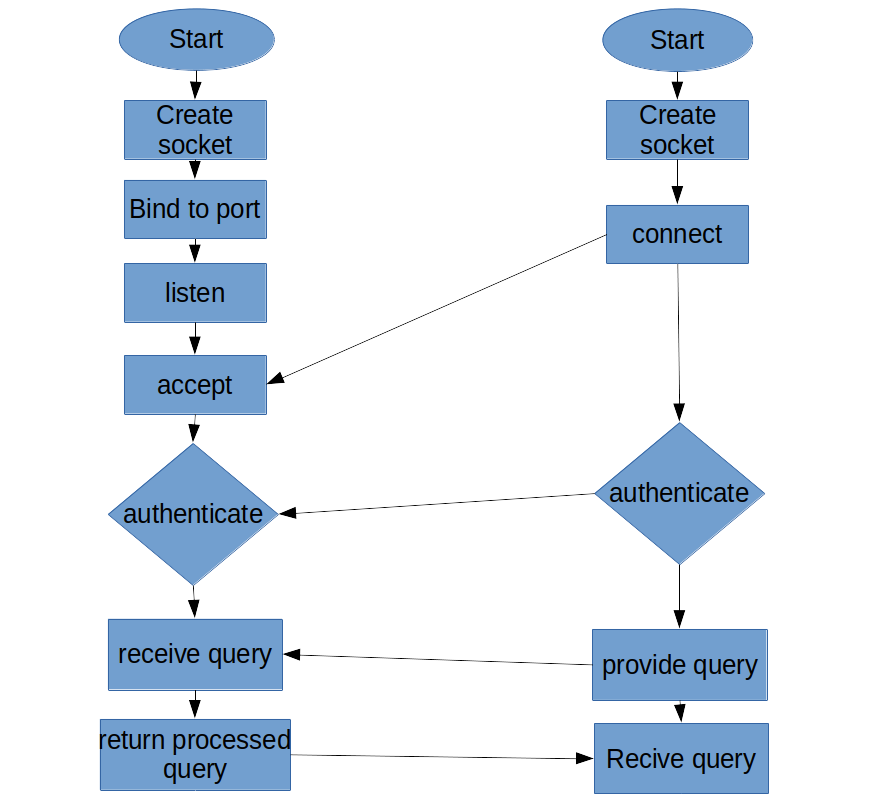 Start
Create
socket
Bind to port
listen
accept
authenticate
receive query
return processed
query
Start
Create
socket
connect
authenticate
provide query
Recive query